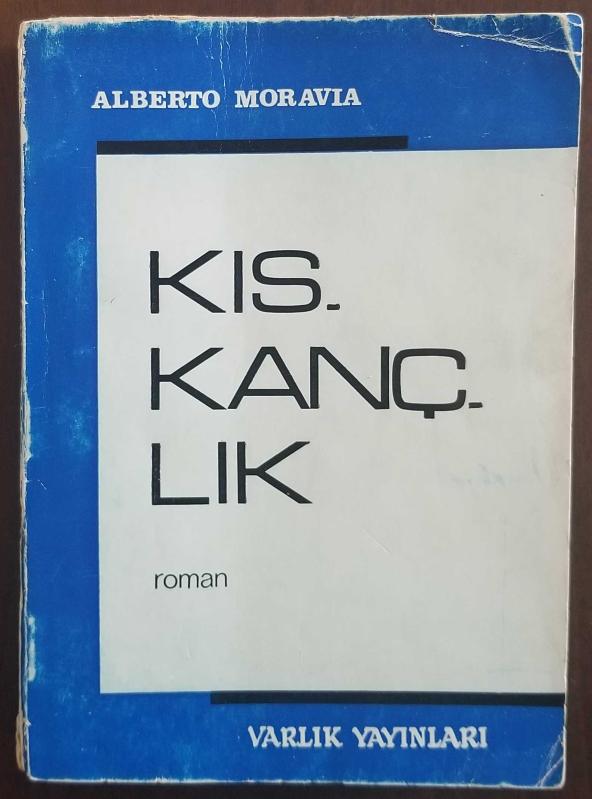 ALBERTO MORAVIA
KIS-
KANÇ-
LIK
roman
VARLIK YAYINLARI